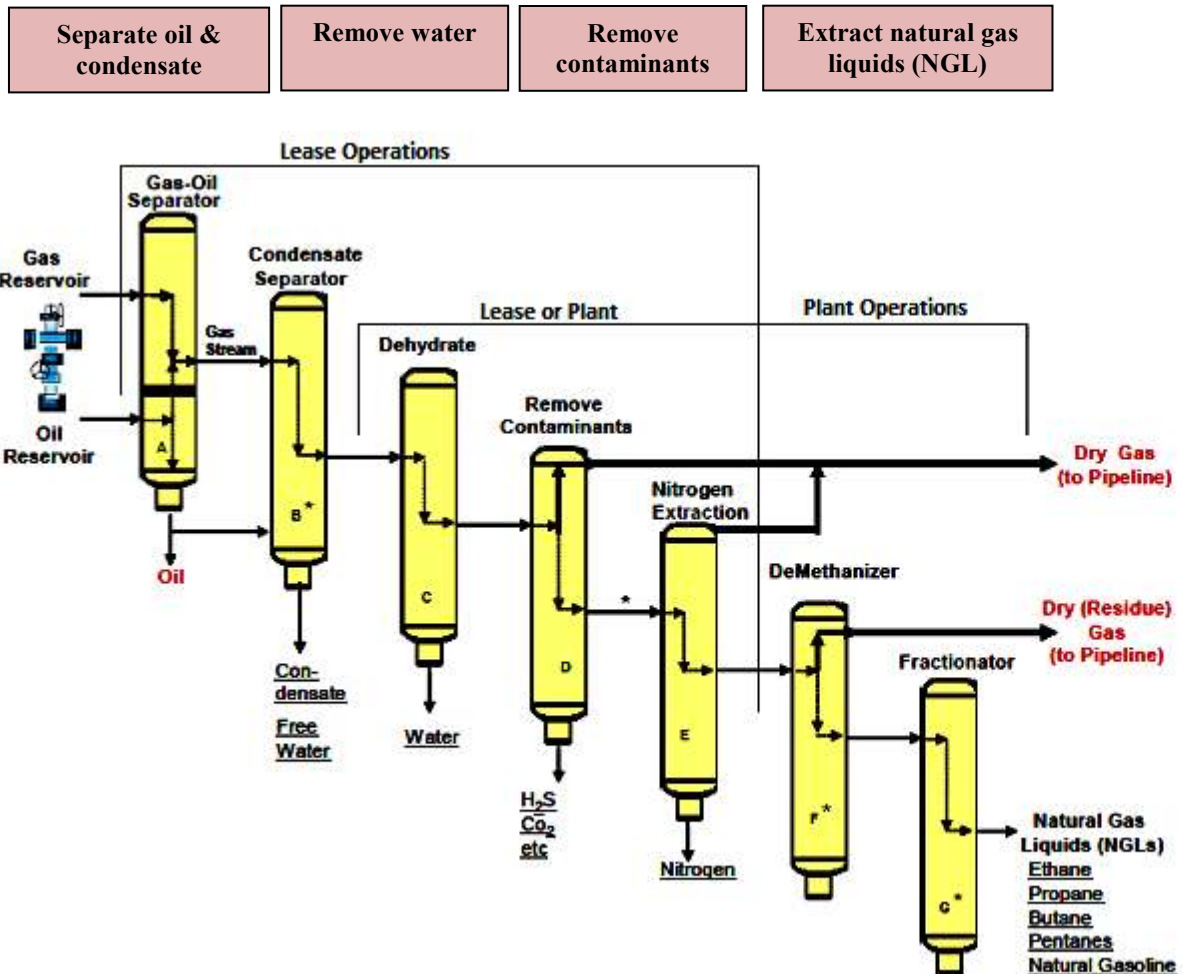 Separate oil &
condensate
Remove water
Remove
contaminants
Extract natural gas
liquids (NGL)
Lease Operations
Gas-Oil
Separator
Gas
Reservoir
Condensate
Separator
Lease or Plant
Plant Operations
Gas
Stream
Dehydrate
Remove
Contaminants
Oil
Reservoir
A
Dry Gas
(to Pipeline)
Nitrogen
Extraction
B*
Oil
DeMethanizer
C
*
Dry (Residue)
Gas
(to Pipeline)
Fractionator
Con-
densate
D
Free
Water
Water
E
H₂S
Co₂
etc
F*
Natural Gas
Liquids (NGLs)
Nitrogen
Ethane
Propane
G*
Butane
Pentanes
Natural Gasoline